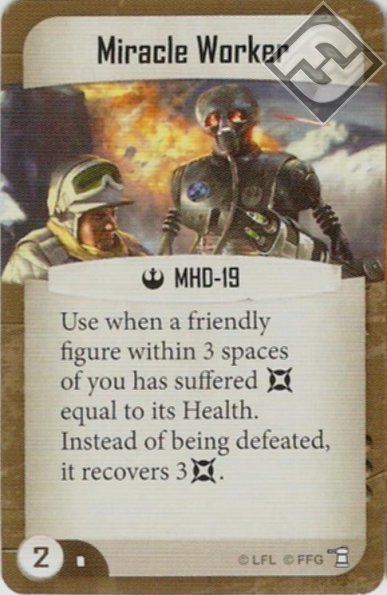 Miracle Worker
MHD-19
Use when a friendly
figure within 3 spaces
of you has suffered
equal to its Health.
Instead of being defeated,
it recovers 3 .
2
© LFL © FFG